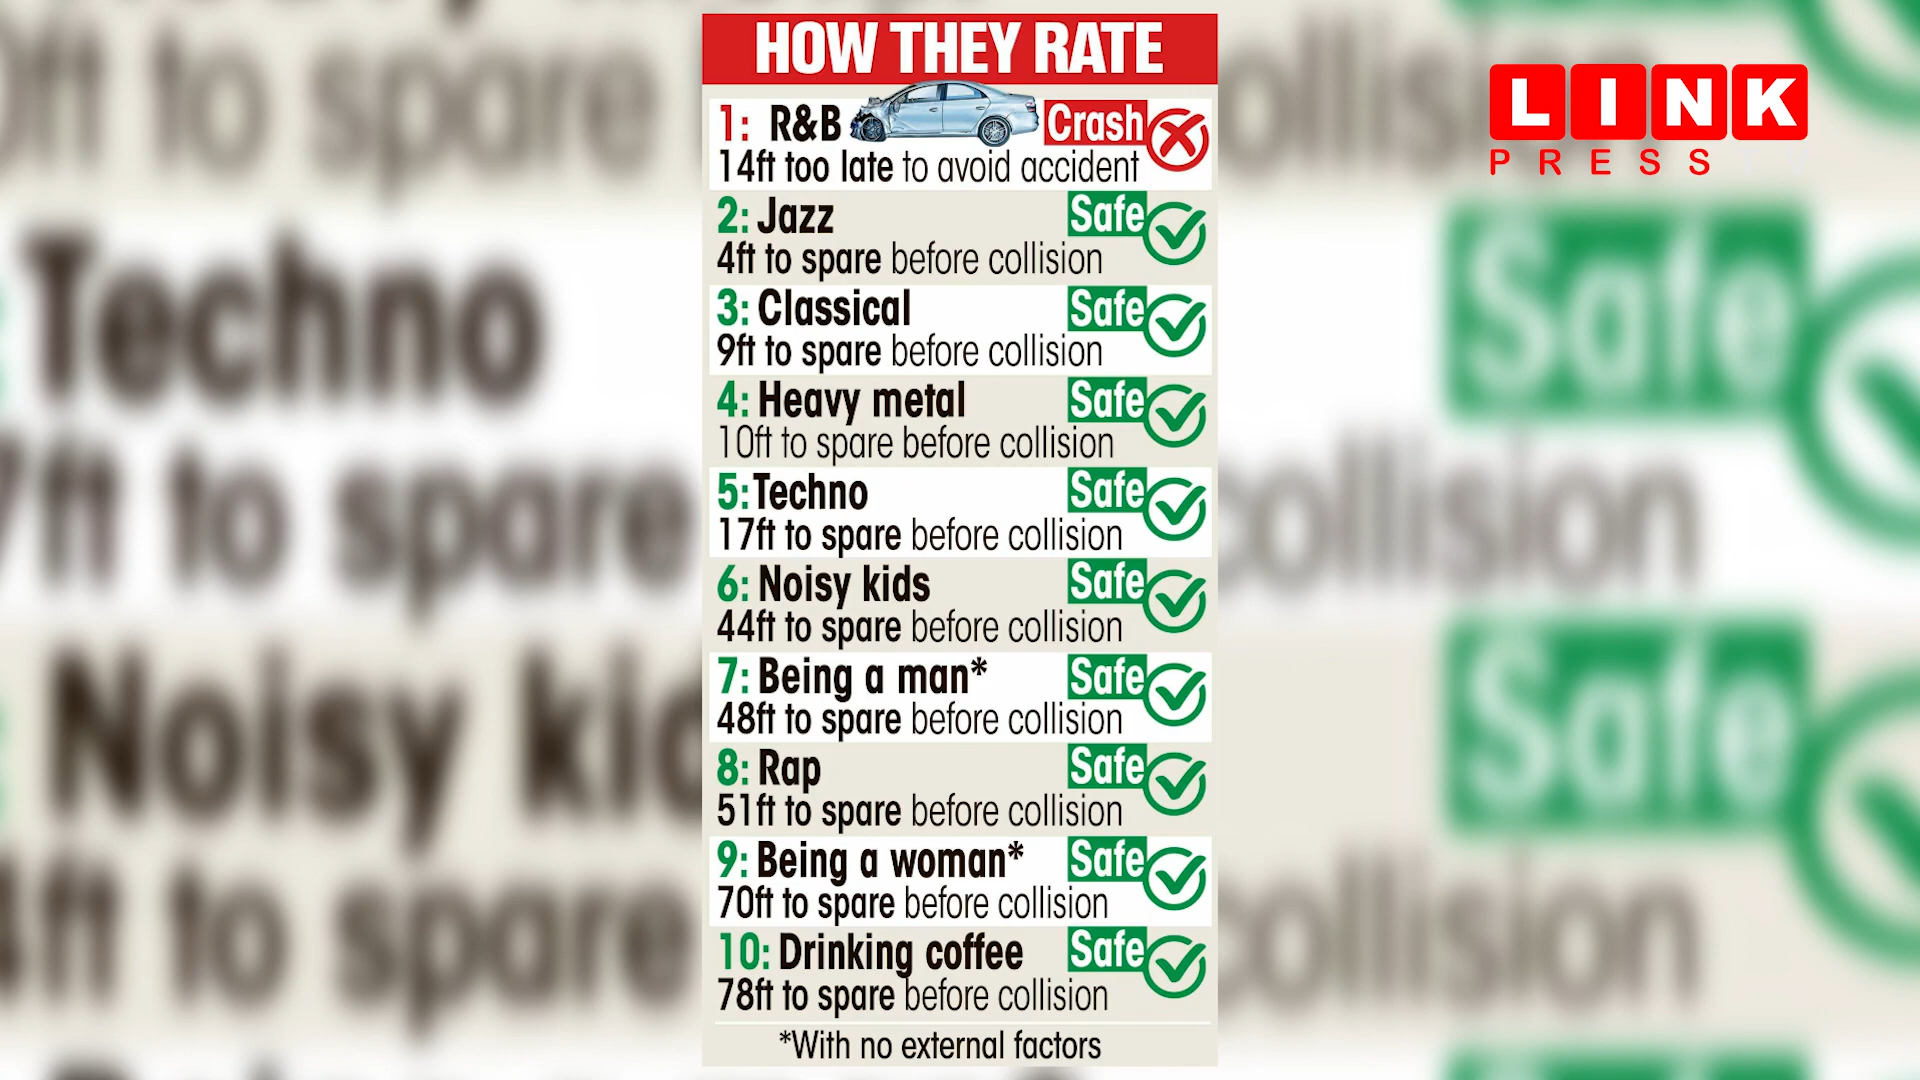 HOW THEY RATE
1: R&B Crash
14ft too late to avoid accident
2: Jazz Safe
4ft to spare before collision
3: Classical Safe
9ft to spare before collision
4: Heavy metal Safe
10ft to spare before collision
5: Techno Safe
17ft to spare before collision
6: Noisy kids Safe
44ft to spare before collision
7: Being a man* Safe
48ft to spare before collision
8: Rap Safe
51ft to spare before collision
9: Being a woman* Safe
70ft to spare before collision
10: Drinking coffee Safe
78ft to spare before collision
*With no external factors
LINK
PRESS
Techno
Safe
Safe